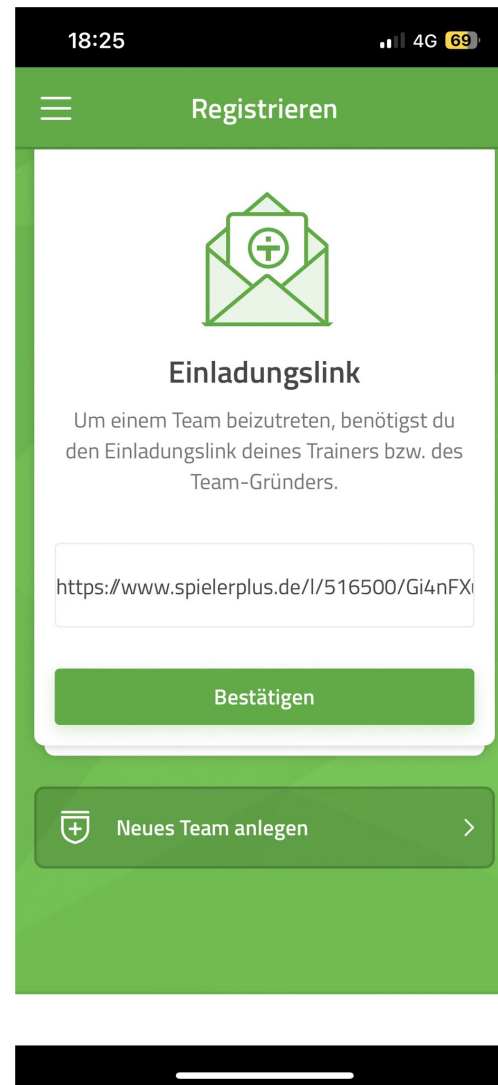 18:25 4G 69
Registrieren
Einladungslink
Um einem Team beizutreten, benötigst du
den Einladungslink deines Trainers bzw. des
Team-Gründers.
https://www.spielerplus.de/l/516500/Gi4nFX
Bestätigen
Neues Team anlegen